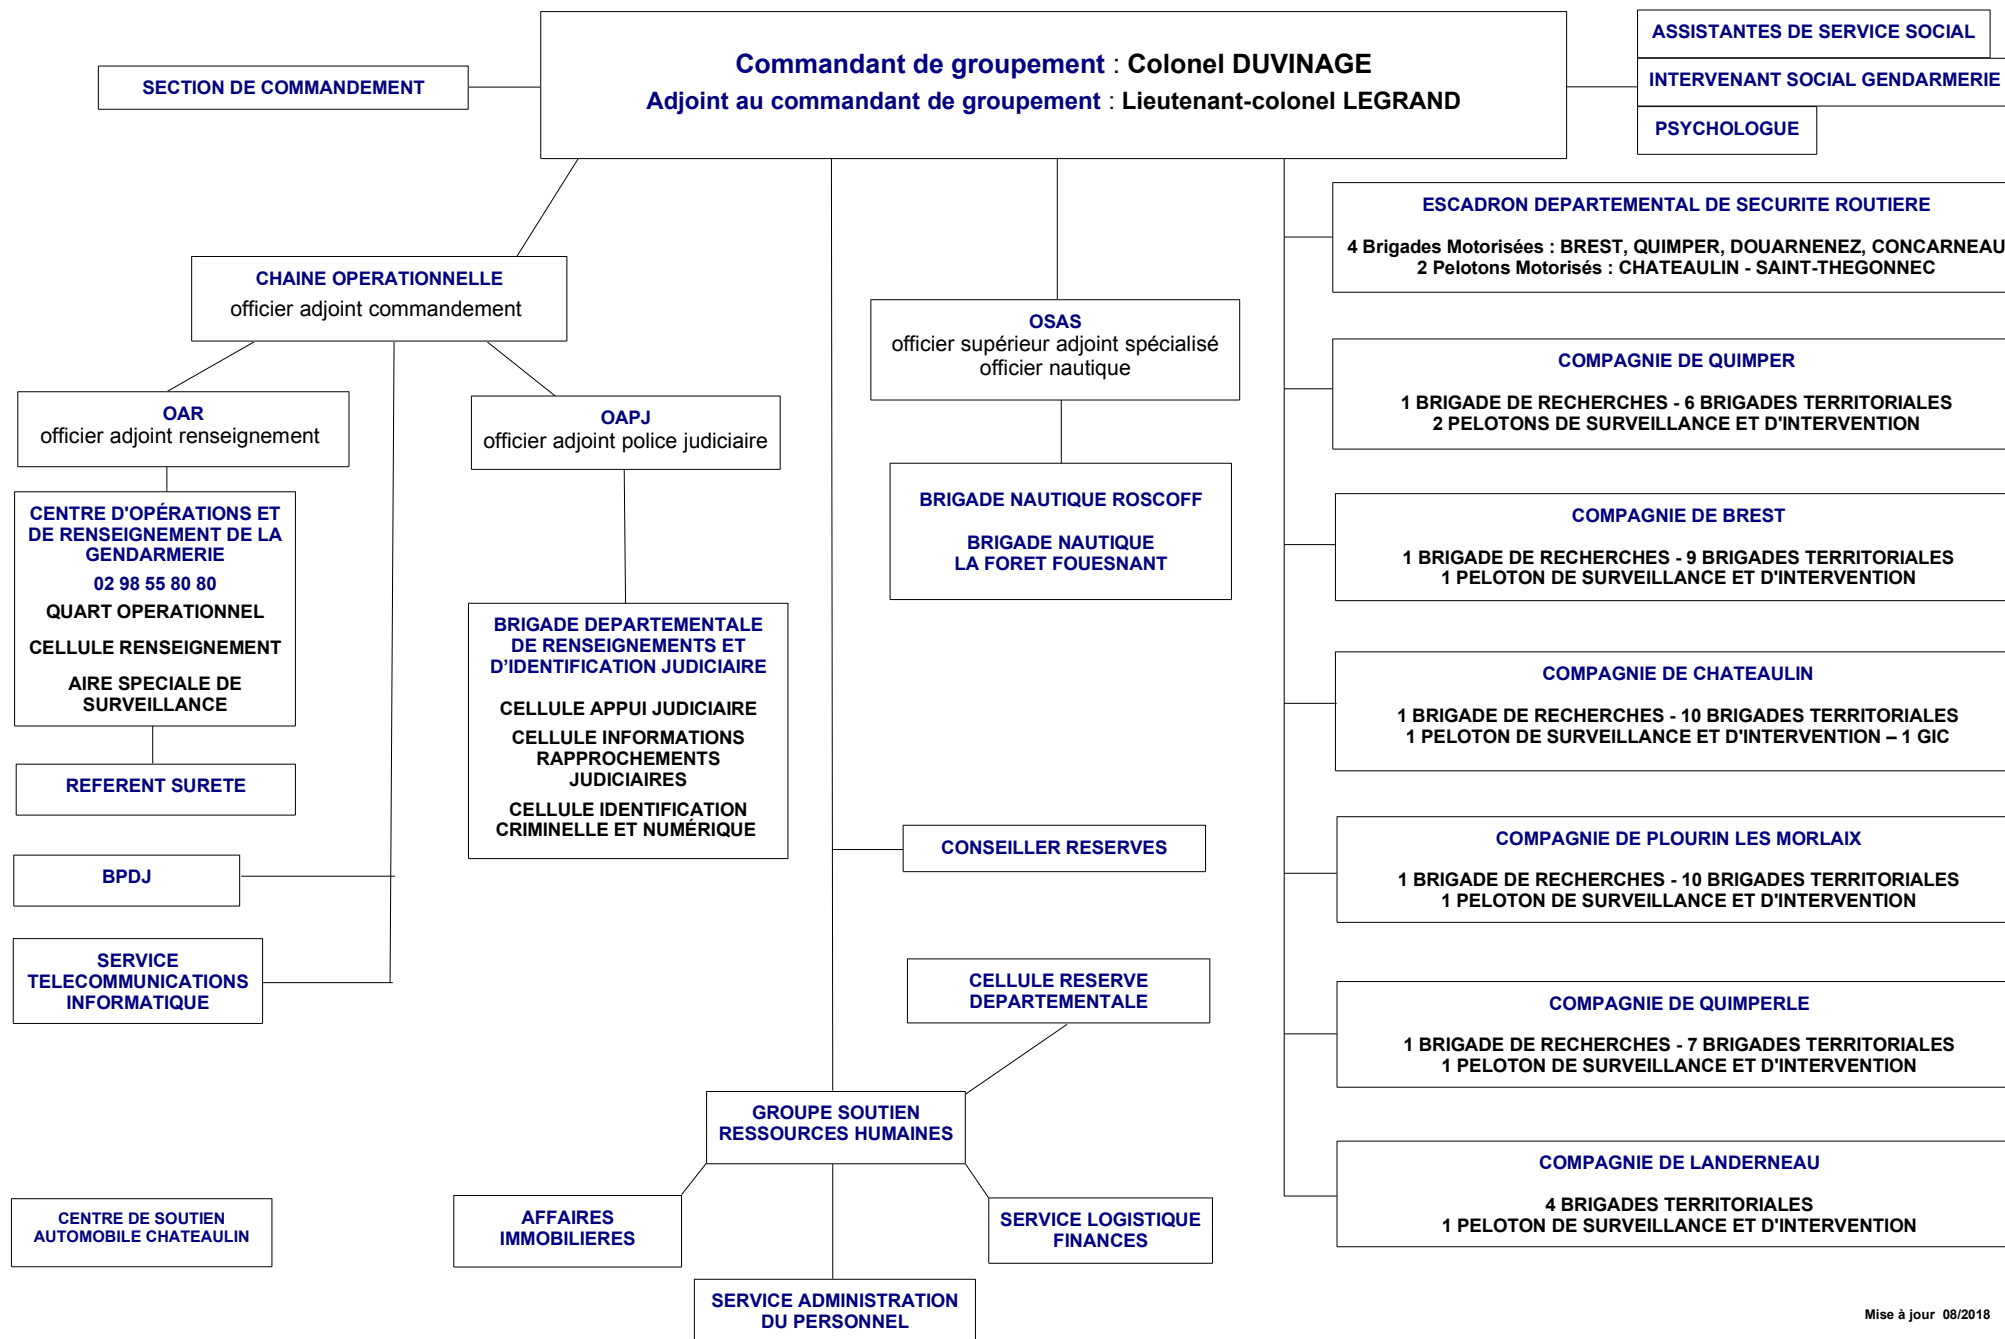 Commandant de groupement : Colonel DUVINAGE
Adjoint au commandant de groupement : Lieutenant-colonel LEGRAND
SECTION DE COMMANDEMENT
ASSISTANTES DE SERVICE SOCIAL
INTERVENANT SOCIAL GENDARMERIE
PSYCHOLOGUE
CHAINE OPERATIONNELLE
officier adjoint commandement
OAR
officier adjoint renseignement
CENTRE D'OPÉRATIONS ET
DE RENSEIGNEMENT DE LA
GENDARMERIE
02 98 55 80 80
QUART OPERATIONNEL
CELLULE RENSEIGNEMENT
AIRE SPECIALE DE
SURVEILLANCE
REFERENT SURETE
BPDJ
SERVICE
TELECOMMUNICATIONS
INFORMATIQUE
CENTRE DE SOUTIEN
AUTOMOBILE CHATEAULIN
OAPJ
officier adjoint police judiciaire
BRIGADE DEPARTEMENTALE
DE RENSEIGNEMENTS ET
D’IDENTIFICATION JUDICIAIRE
CELLULE APPUI JUDICIAIRE
CELLULE INFORMATIONS
RAPPROCHEMENTS
JUDICIAIRES
CELLULE IDENTIFICATION
CRIMINELLE ET NUMÉRIQUE
OSAS
officier supérieur adjoint spécialisé
officier nautique
BRIGADE NAUTIQUE ROSCOFF
BRIGADE NAUTIQUE
LA FORET FOUESNANT
CONSEILLER RESERVES
CELLULE RESERVE
DEPARTEMENTALE
GROUPE SOUTIEN
RESSOURCES HUMAINES
AFFAIRES
IMMOBILIERES
SERVICE LOGISTIQUE
FINANCES
SERVICE ADMINISTRATION
DU PERSONNEL
ESCADRON DEPARTEMENTAL DE SECURITE ROUTIERE
4 Brigades Motorisées : BREST, QUIMPER, DOUARNENEZ, CONCARNEAU
2 Pelotons Motorisés : CHATEAULIN - SAINT-THEGONNEC
COMPAGNIE DE QUIMPER
1 BRIGADE DE RECHERCHES - 6 BRIGADES TERRITORIALES
2 PELOTONS DE SURVEILLANCE ET D'INTERVENTION
COMPAGNIE DE BREST
1 BRIGADE DE RECHERCHES - 9 BRIGADES TERRITORIALES
1 PELOTON DE SURVEILLANCE ET D'INTERVENTION
COMPAGNIE DE CHATEAULIN
1 BRIGADE DE RECHERCHES - 10 BRIGADES TERRITORIALES
1 PELOTON DE SURVEILLANCE ET D'INTERVENTION – 1 GIC
COMPAGNIE DE PLOURIN LES MORLAIX
1 BRIGADE DE RECHERCHES - 10 BRIGADES TERRITORIALES
1 PELOTON DE SURVEILLANCE ET D'INTERVENTION
COMPAGNIE DE QUIMPERLE
1 BRIGADE DE RECHERCHES - 7 BRIGADES TERRITORIALES
1 PELOTON DE SURVEILLANCE ET D'INTERVENTION
COMPAGNIE DE LANDERNEAU
4 BRIGADES TERRITORIALES
1 PELOTON DE SURVEILLANCE ET D'INTERVENTION
Mise à jour 08/2018